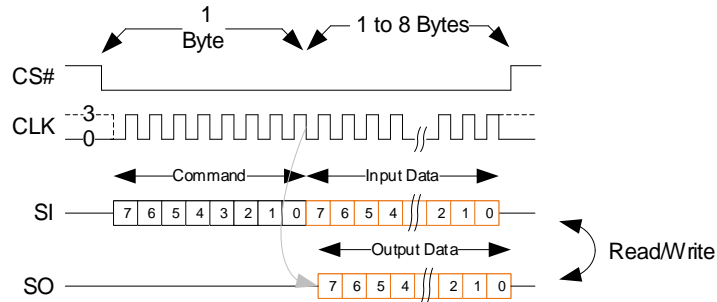 1
Byte
1 to 8 Bytes
CS#
CLK
3
0
Command
Input Data
SI
7 6 5 4 3 2 1 0 7 6 5 4 2 1 0
Output Data
Read/Write
SO
7 6 5 4 2 1 0